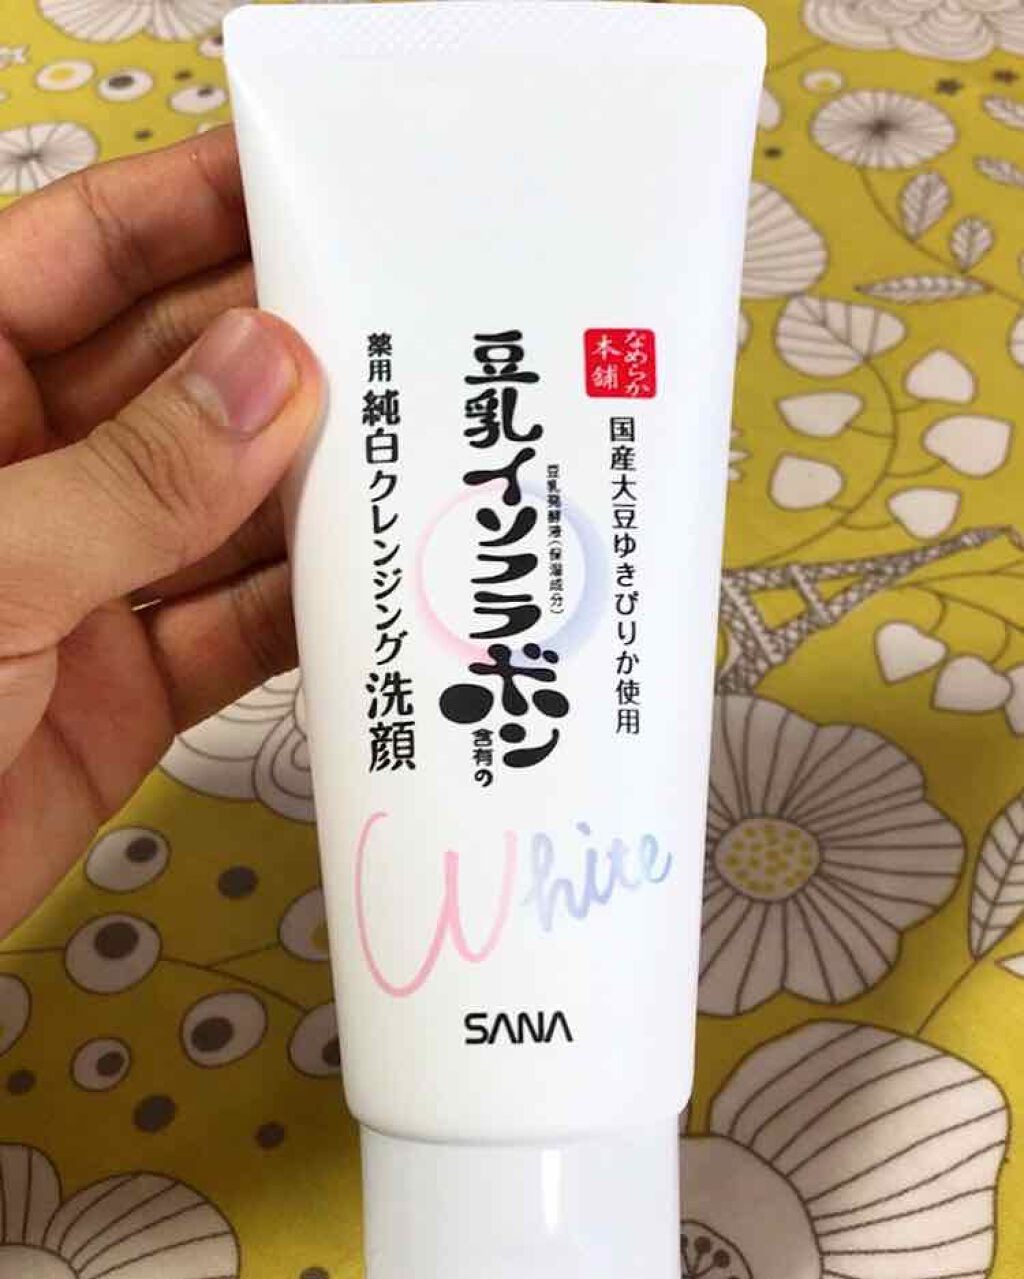 なめらか
本舗
国産大豆ゆきぴりか使用
豆乳発酵液(保湿成分)
豆乳イソフラボン含有の
薬用 純白クレンジング洗顔
White
SANA